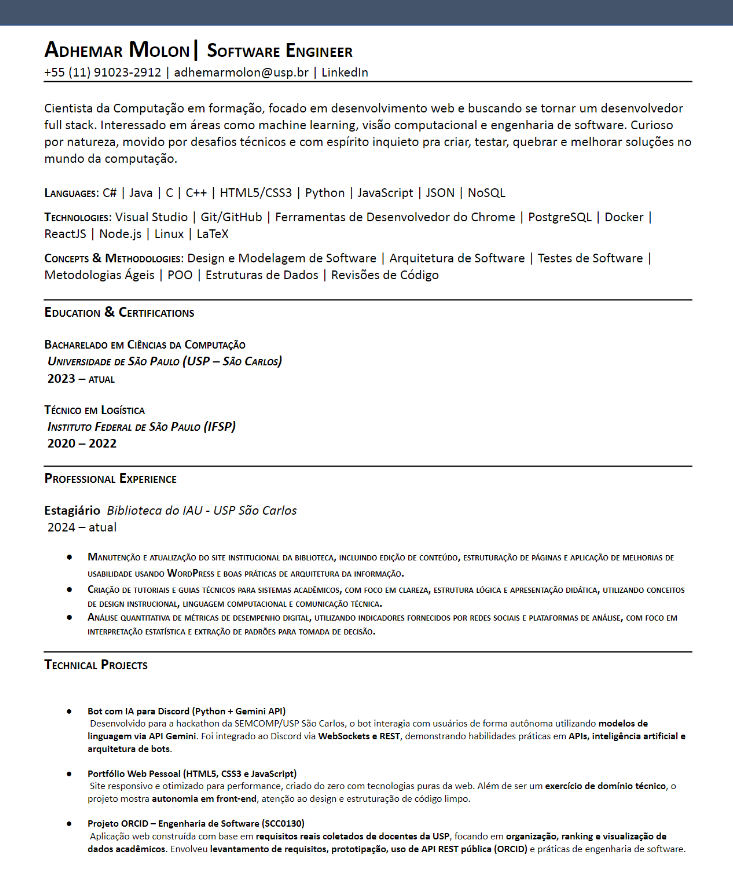 Adhemar Molon| Software Engineer
+55 (11) 91023-2912 | adhemarmolon@usp.br | LinkedIn
Cientista da Computação em formação, focado em desenvolvimento web e buscando se tornar um desenvolvedor
full stack. Interessado em áreas como machine learning, visão computacional e engenharia de software. Curioso
por natureza, movido por desafios técnicos e com espírito inquieto pra criar, testar, quebrar e melhorar soluções no
mundo da computação.
Languages: C# | Java | C | C++ | HTML5/CSS3 | Python | JavaScript | JSON | NoSQL
Technologies: Visual Studio | Git/GitHub | Ferramentas de Desenvolvedor do Chrome | PostgreSQL | Docker |
ReactJS | Node.js | Linux | LaTeX
Concepts & Methodologies: Design e Modelagem de Software | Arquitetura de Software | Testes de Software |
Metodologias Ágeis | POO | Estruturas de Dados | Revisões de Código
Education & Certifications
Bacharelado em Ciências da Computação
Universidade de São Paulo (USP – São Carlos)
2023 – atual
Técnico em Logística
Instituto Federal de São Paulo (IFSP)
2020 – 2022
Professional Experience
Estagiário Biblioteca do IAU - USP São Carlos
2024 – atual
• Manutenção e atualização do site institucional da biblioteca, incluindo edição de conteúdo, estruturação de páginas e aplicação de melhorias de
usabilidade usando WordPress e boas práticas de arquitetura da informação.
• Criação de tutoriais e guias técnicos para sistemas acadêmicos, com foco em clareza, estrutura lógica e apresentação didática, utilizando conceitos
de design instrucional, linguagem computacional e comunicação técnica.
• Análise quantitativa de métricas de desempenho digital, utilizando indicadores fornecidos por redes sociais e plataformas de análise, com foco em
interpretação estatística e extração de padrões para tomada de decisão.
Technical Projects
• Bot com IA para Discord (Python + Gemini API)
Desenvolvido para a hackathon da SEMCOMP/USP São Carlos, o bot interagia com usuários de forma autônoma utilizando modelos de
linguagem via API Gemini. Foi integrado ao Discord via WebSockets e REST, demonstrando habilidades práticas em APIs, inteligência artificial e
arquitetura de bots.
• Portfólio Web Pessoal (HTML5, CSS3 e JavaScript)
Site responsivo e otimizado para performance, criado do zero com tecnologias puras da web. Além de ser um exercício de domínio técnico, o
projeto mostra autonomia em front-end, atenção ao design e estruturação de código limpo.
• Projeto ORCID – Engenharia de Software (SCC0130)
Aplicação web construída com base em requisitos reais coletados de docentes da USP, focando em organização, ranking e visualização de
dados acadêmicos. Envolveu levantamento de requisitos, prototipação, uso de API REST pública (ORCID) e práticas de engenharia de software.